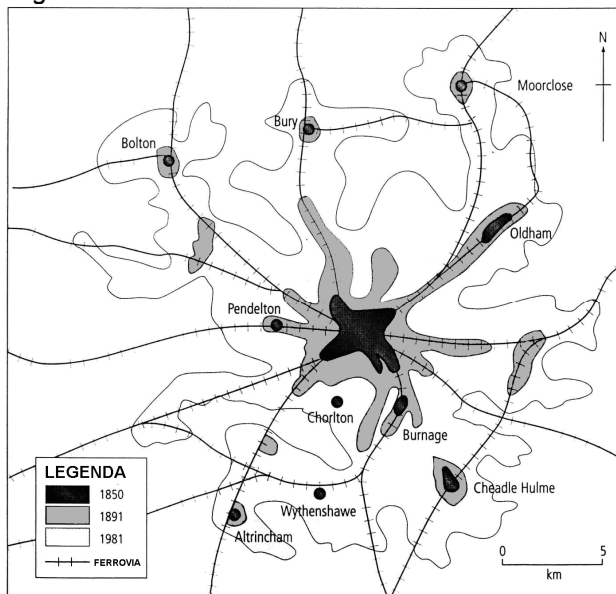 N
Moorclose
Bury
Bolton
Oldham
Pendelton
Chorlton
Burnage
Cheadle Hulme
Wythenshawe
Altrincham
LEGENDA
1850
1891
1981
FERROVIA
0 5
km